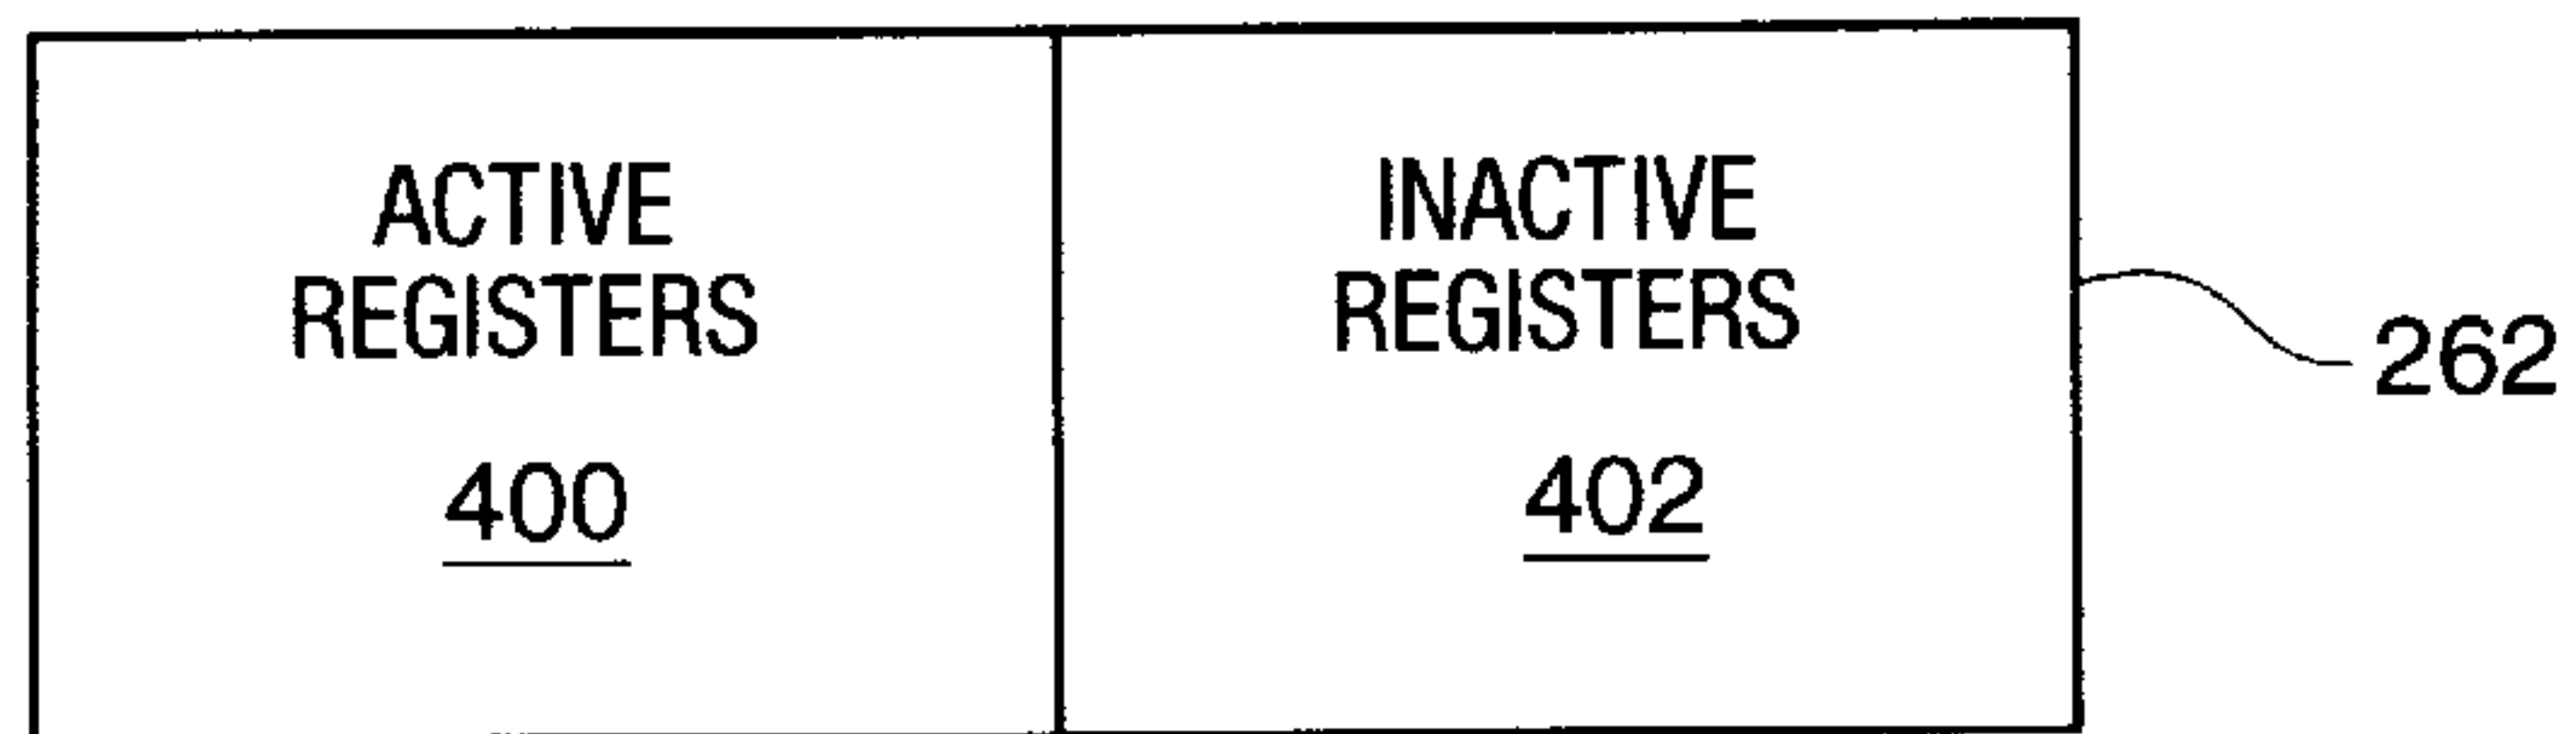 ACTIVE
REGISTERS
400
INACTIVE
REGISTERS
402
262